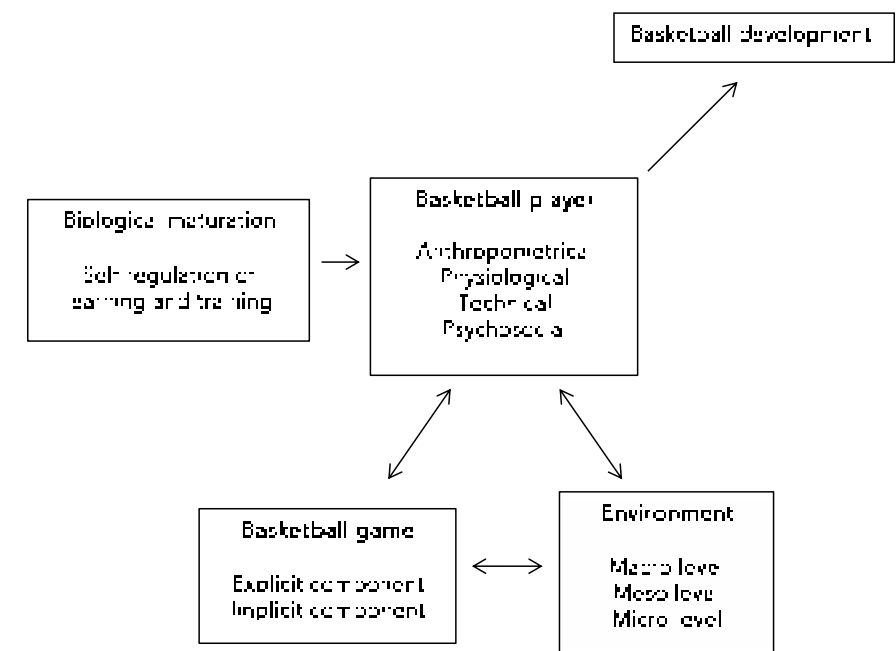 Basketball development
Basketball player
Anthropometrical
Physiological
Technical
Psychosocial
Biological maturation
Self-regulation of
learning and training
Basketball game
Explicit component
Implicit component
Environment
Macro level
Meso level
Micro level